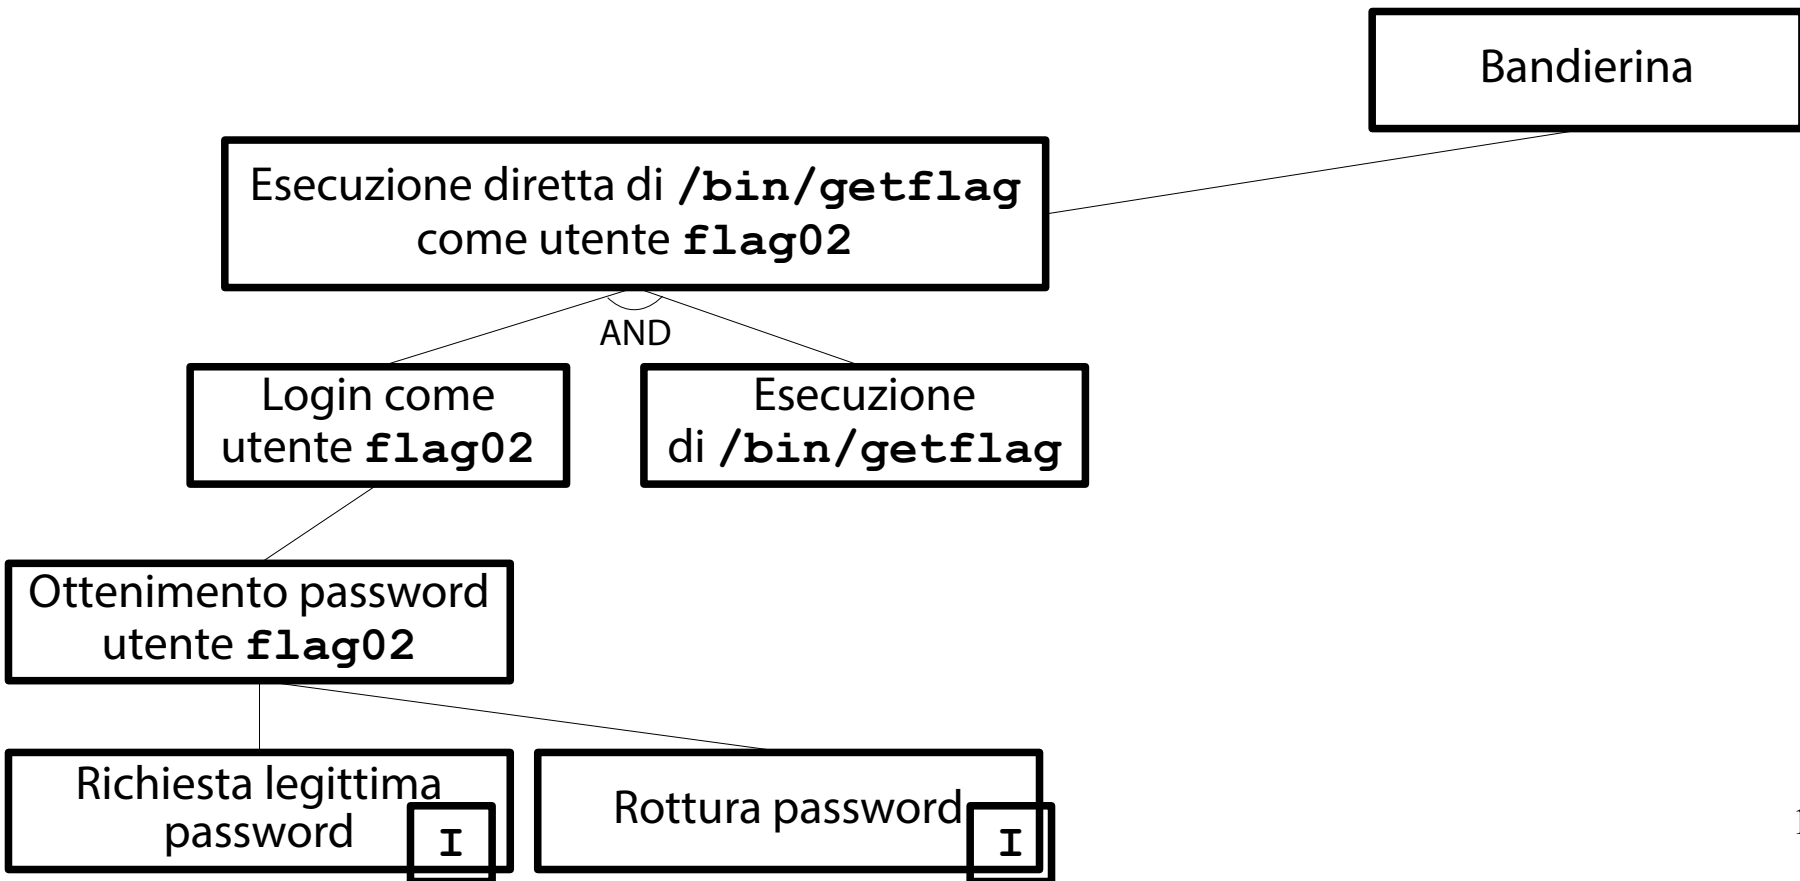 Bandierina
Esecuzione diretta di /bin/getflag
come utente flag02
AND
Login come
utente flag02
Esecuzione
di /bin/getflag
Ottenimento password
utente flag02
Richiesta legittima
password
I
Rottura password
I
1